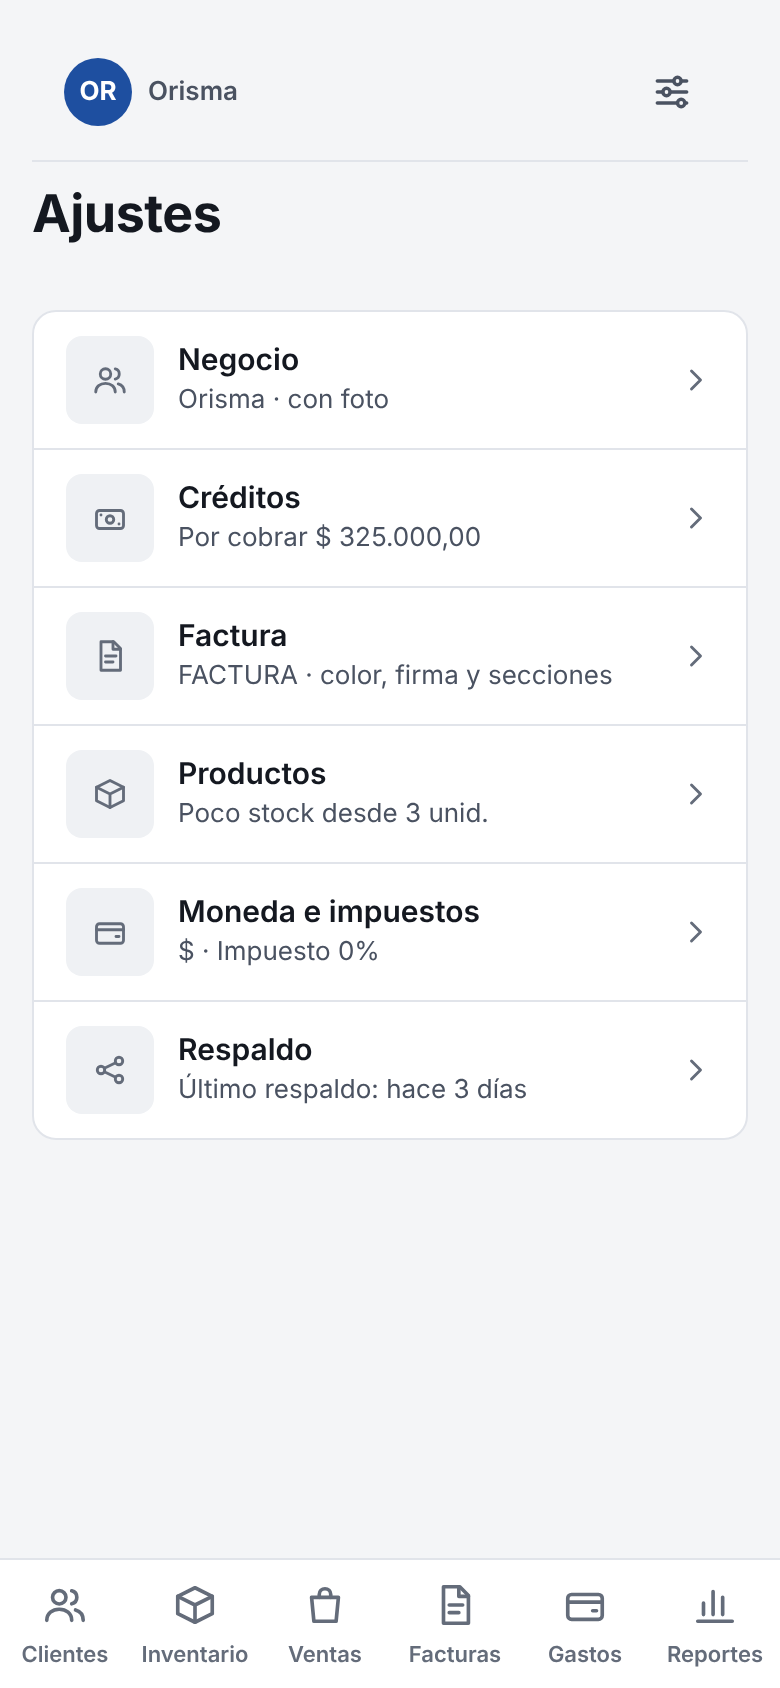 OR Orisma
Ajustes
Negocio
Orisma · con foto
Créditos
Por cobrar $ 325.000,00
Factura
FACTURA · color, firma y secciones
Productos
Poco stock desde 3 unid.
Moneda e impuestos
$ · Impuesto 0%
Respaldo
Último respaldo: hace 3 días
Clientes Inventario Ventas Facturas Gastos Reportes